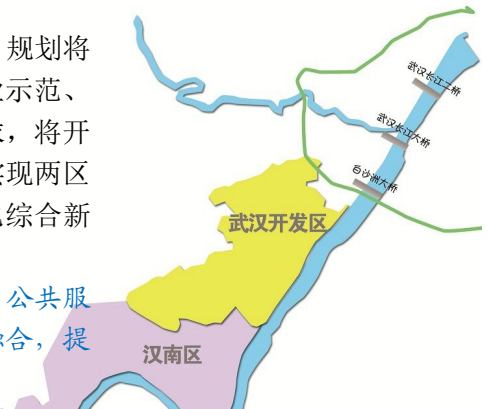 规划将
示范、
，将开
实现两区
综合新
公共服
融合，提
武汉长江二桥
武汉长江大桥
白沙洲大桥
武汉开发区
汉南区